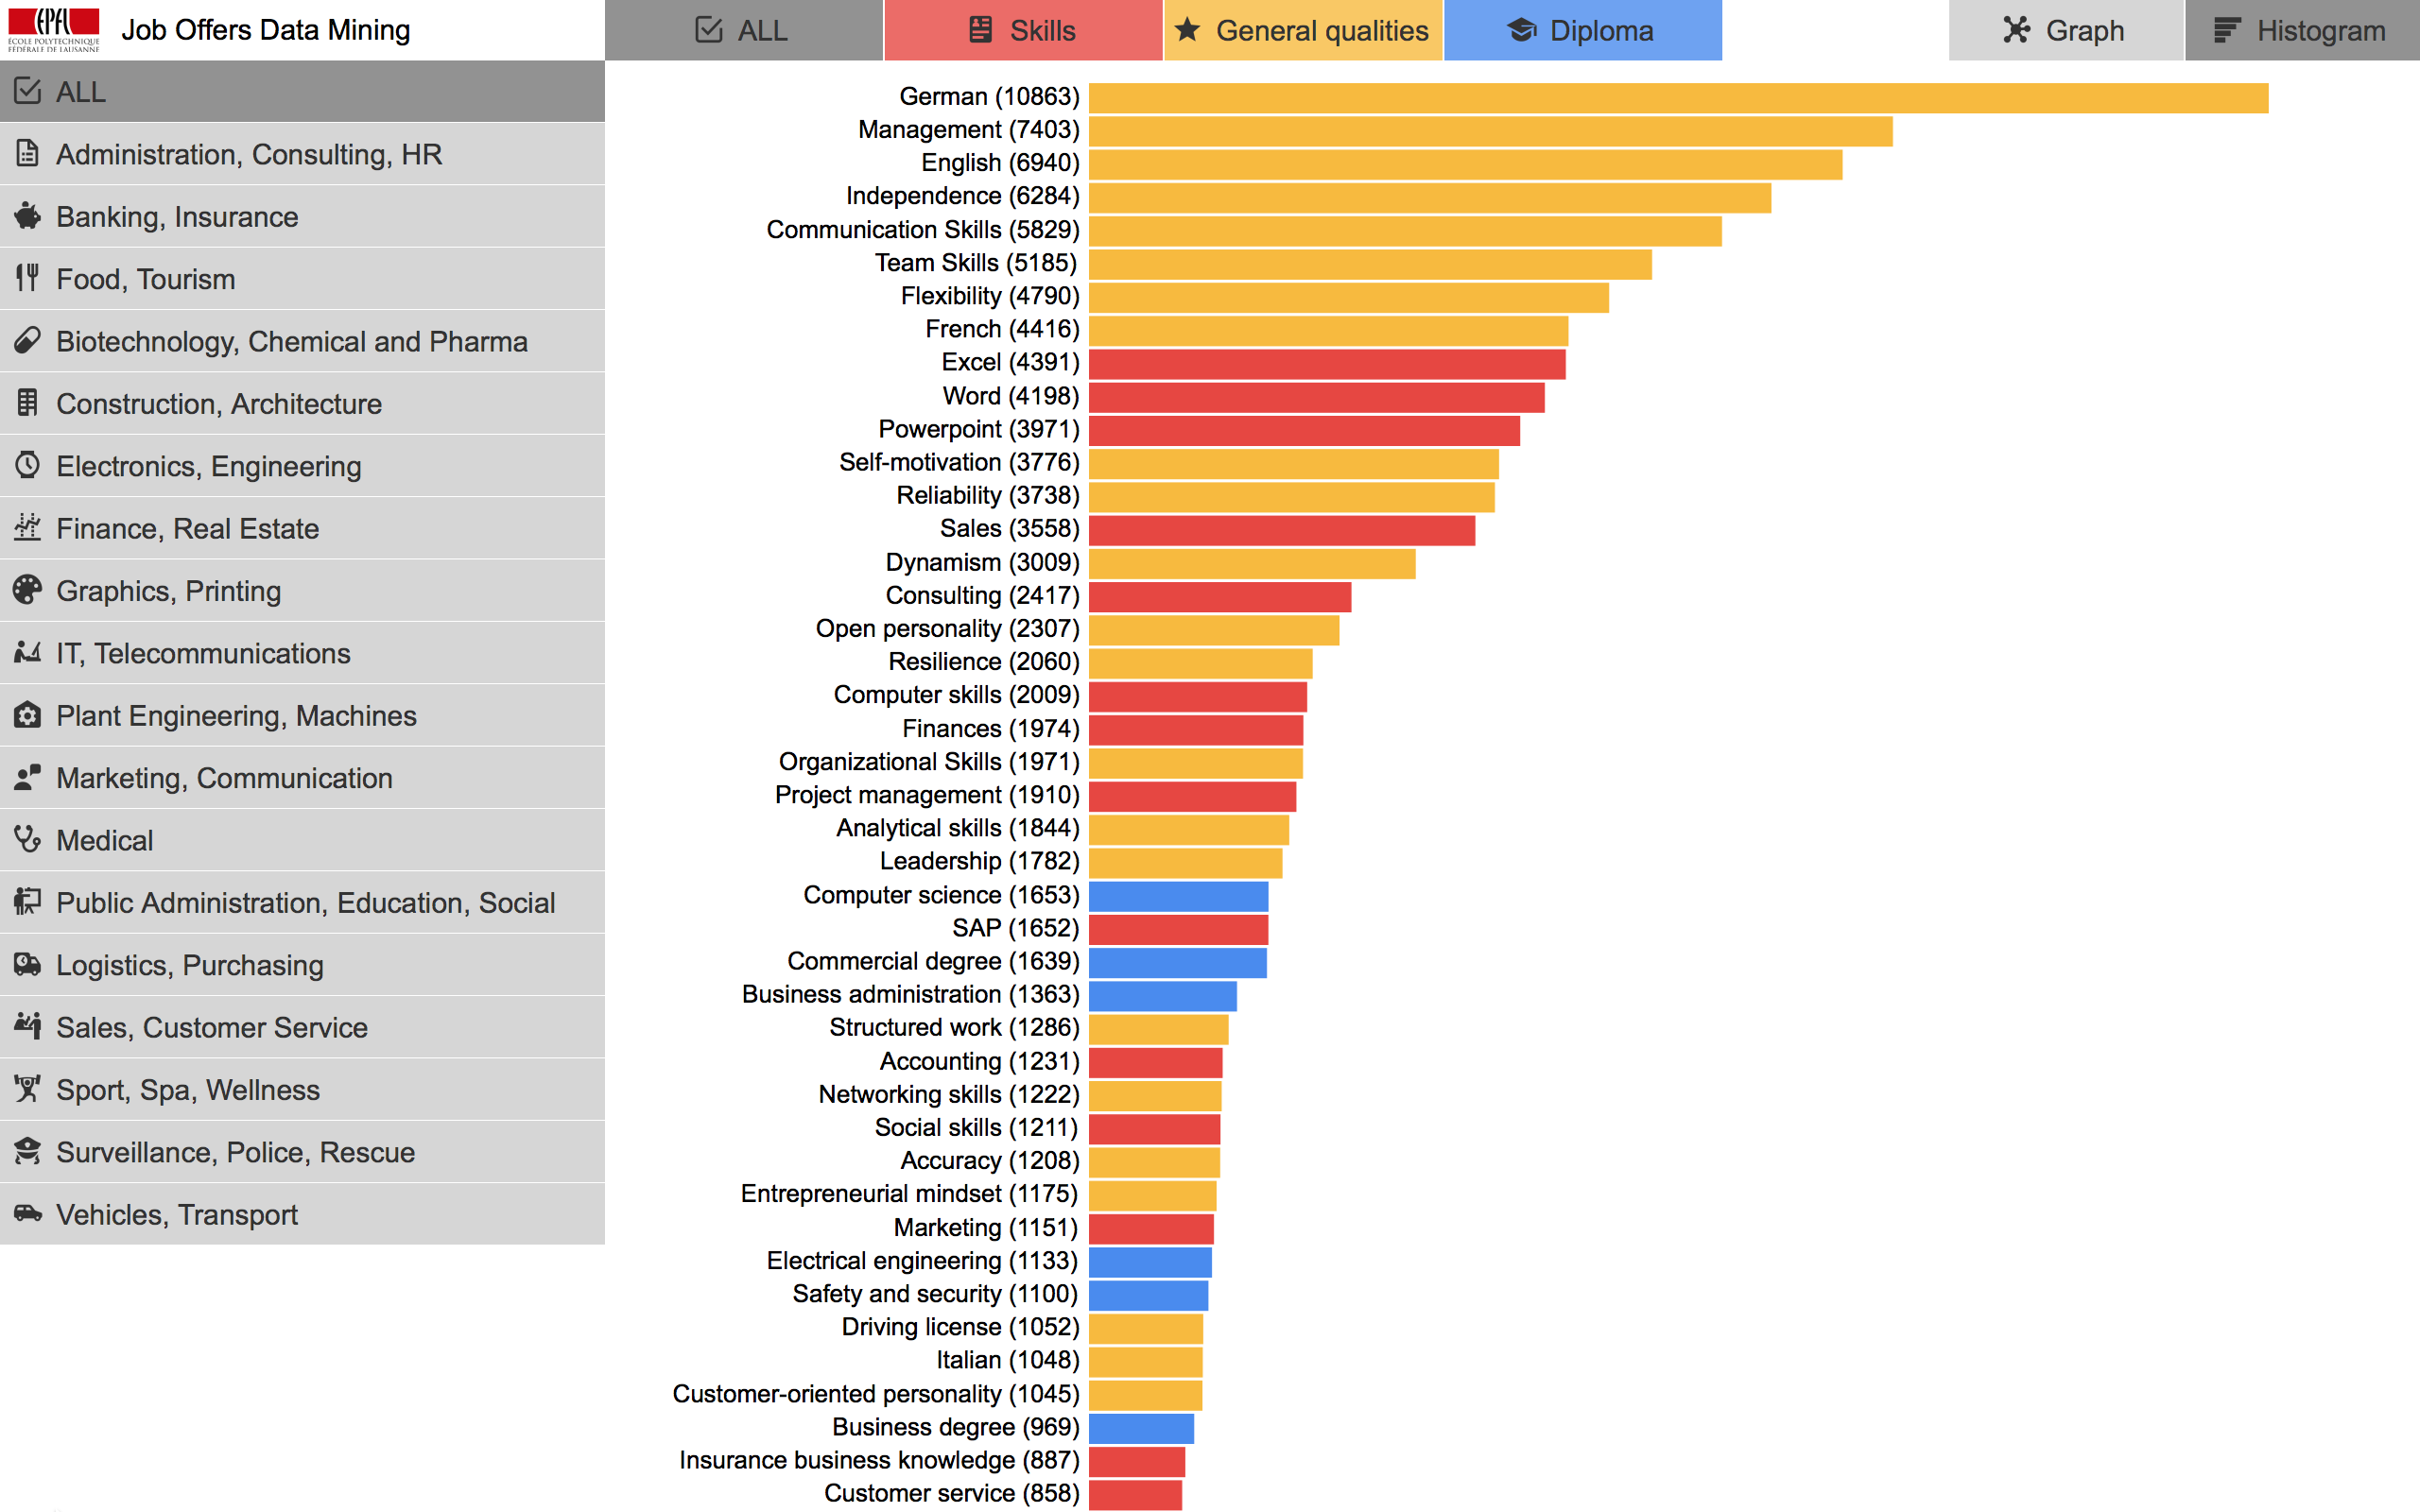 EPFL
ÉCOLE POLYTECHNIQUE
FÉDÉRALE DE LAUSANNE
Job Offers Data Mining
ALL
Skills
General qualities
Diploma
Graph
Histogram
ALL
Administration, Consulting, HR
Banking, Insurance
Food, Tourism
Biotechnology, Chemical and Pharma
Construction, Architecture
Electronics, Engineering
Finance, Real Estate
Graphics, Printing
IT, Telecommunications
Plant Engineering, Machines
Marketing, Communication
Medical
Public Administration, Education, Social
Logistics, Purchasing
Sales, Customer Service
Sport, Spa, Wellness
Surveillance, Police, Rescue
Vehicles, Transport
German (10863)
Management (7403)
English (6940)
Independence (6284)
Communication Skills (5829)
Team Skills (5185)
Flexibility (4790)
French (4416)
Excel (4391)
Word (4198)
Powerpoint (3971)
Self-motivation (3776)
Reliability (3738)
Sales (3558)
Dynamism (3009)
Consulting (2417)
Open personality (2307)
Resilience (2060)
Computer skills (2009)
Finances (1974)
Organizational Skills (1971)
Project management (1910)
Analytical skills (1844)
Leadership (1782)
Computer science (1653)
SAP (1652)
Commercial degree (1639)
Business administration (1363)
Structured work (1286)
Accounting (1231)
Networking skills (1222)
Social skills (1211)
Accuracy (1208)
Entrepreneurial mindset (1175)
Marketing (1151)
Electrical engineering (1133)
Safety and security (1100)
Driving license (1052)
Italian (1048)
Customer-oriented personality (1045)
Business degree (969)
Insurance business knowledge (887)
Customer service (858)